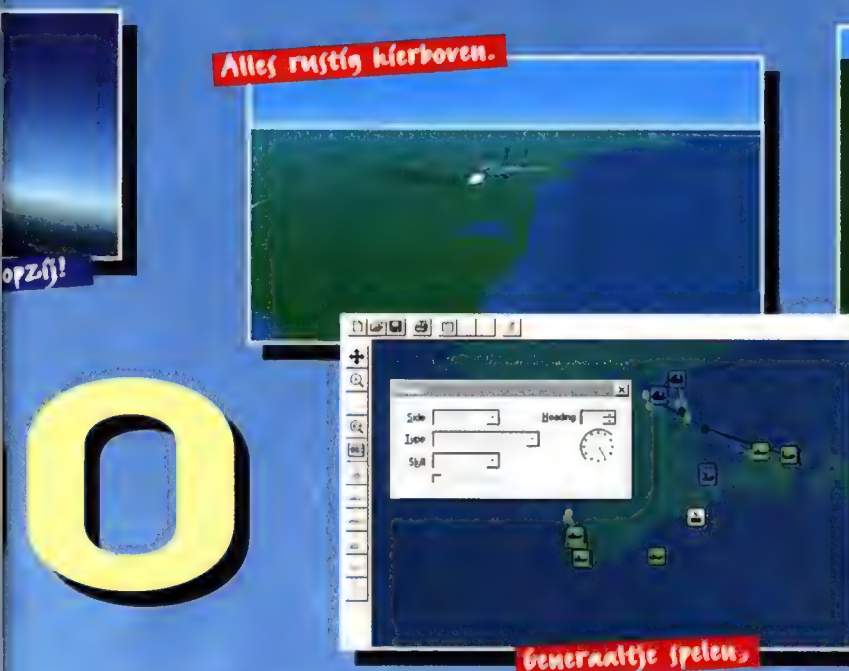 Alles rustig hierboven.
opzij!
O
Side
Heading
Type
Skill
Generaaltje spelen.